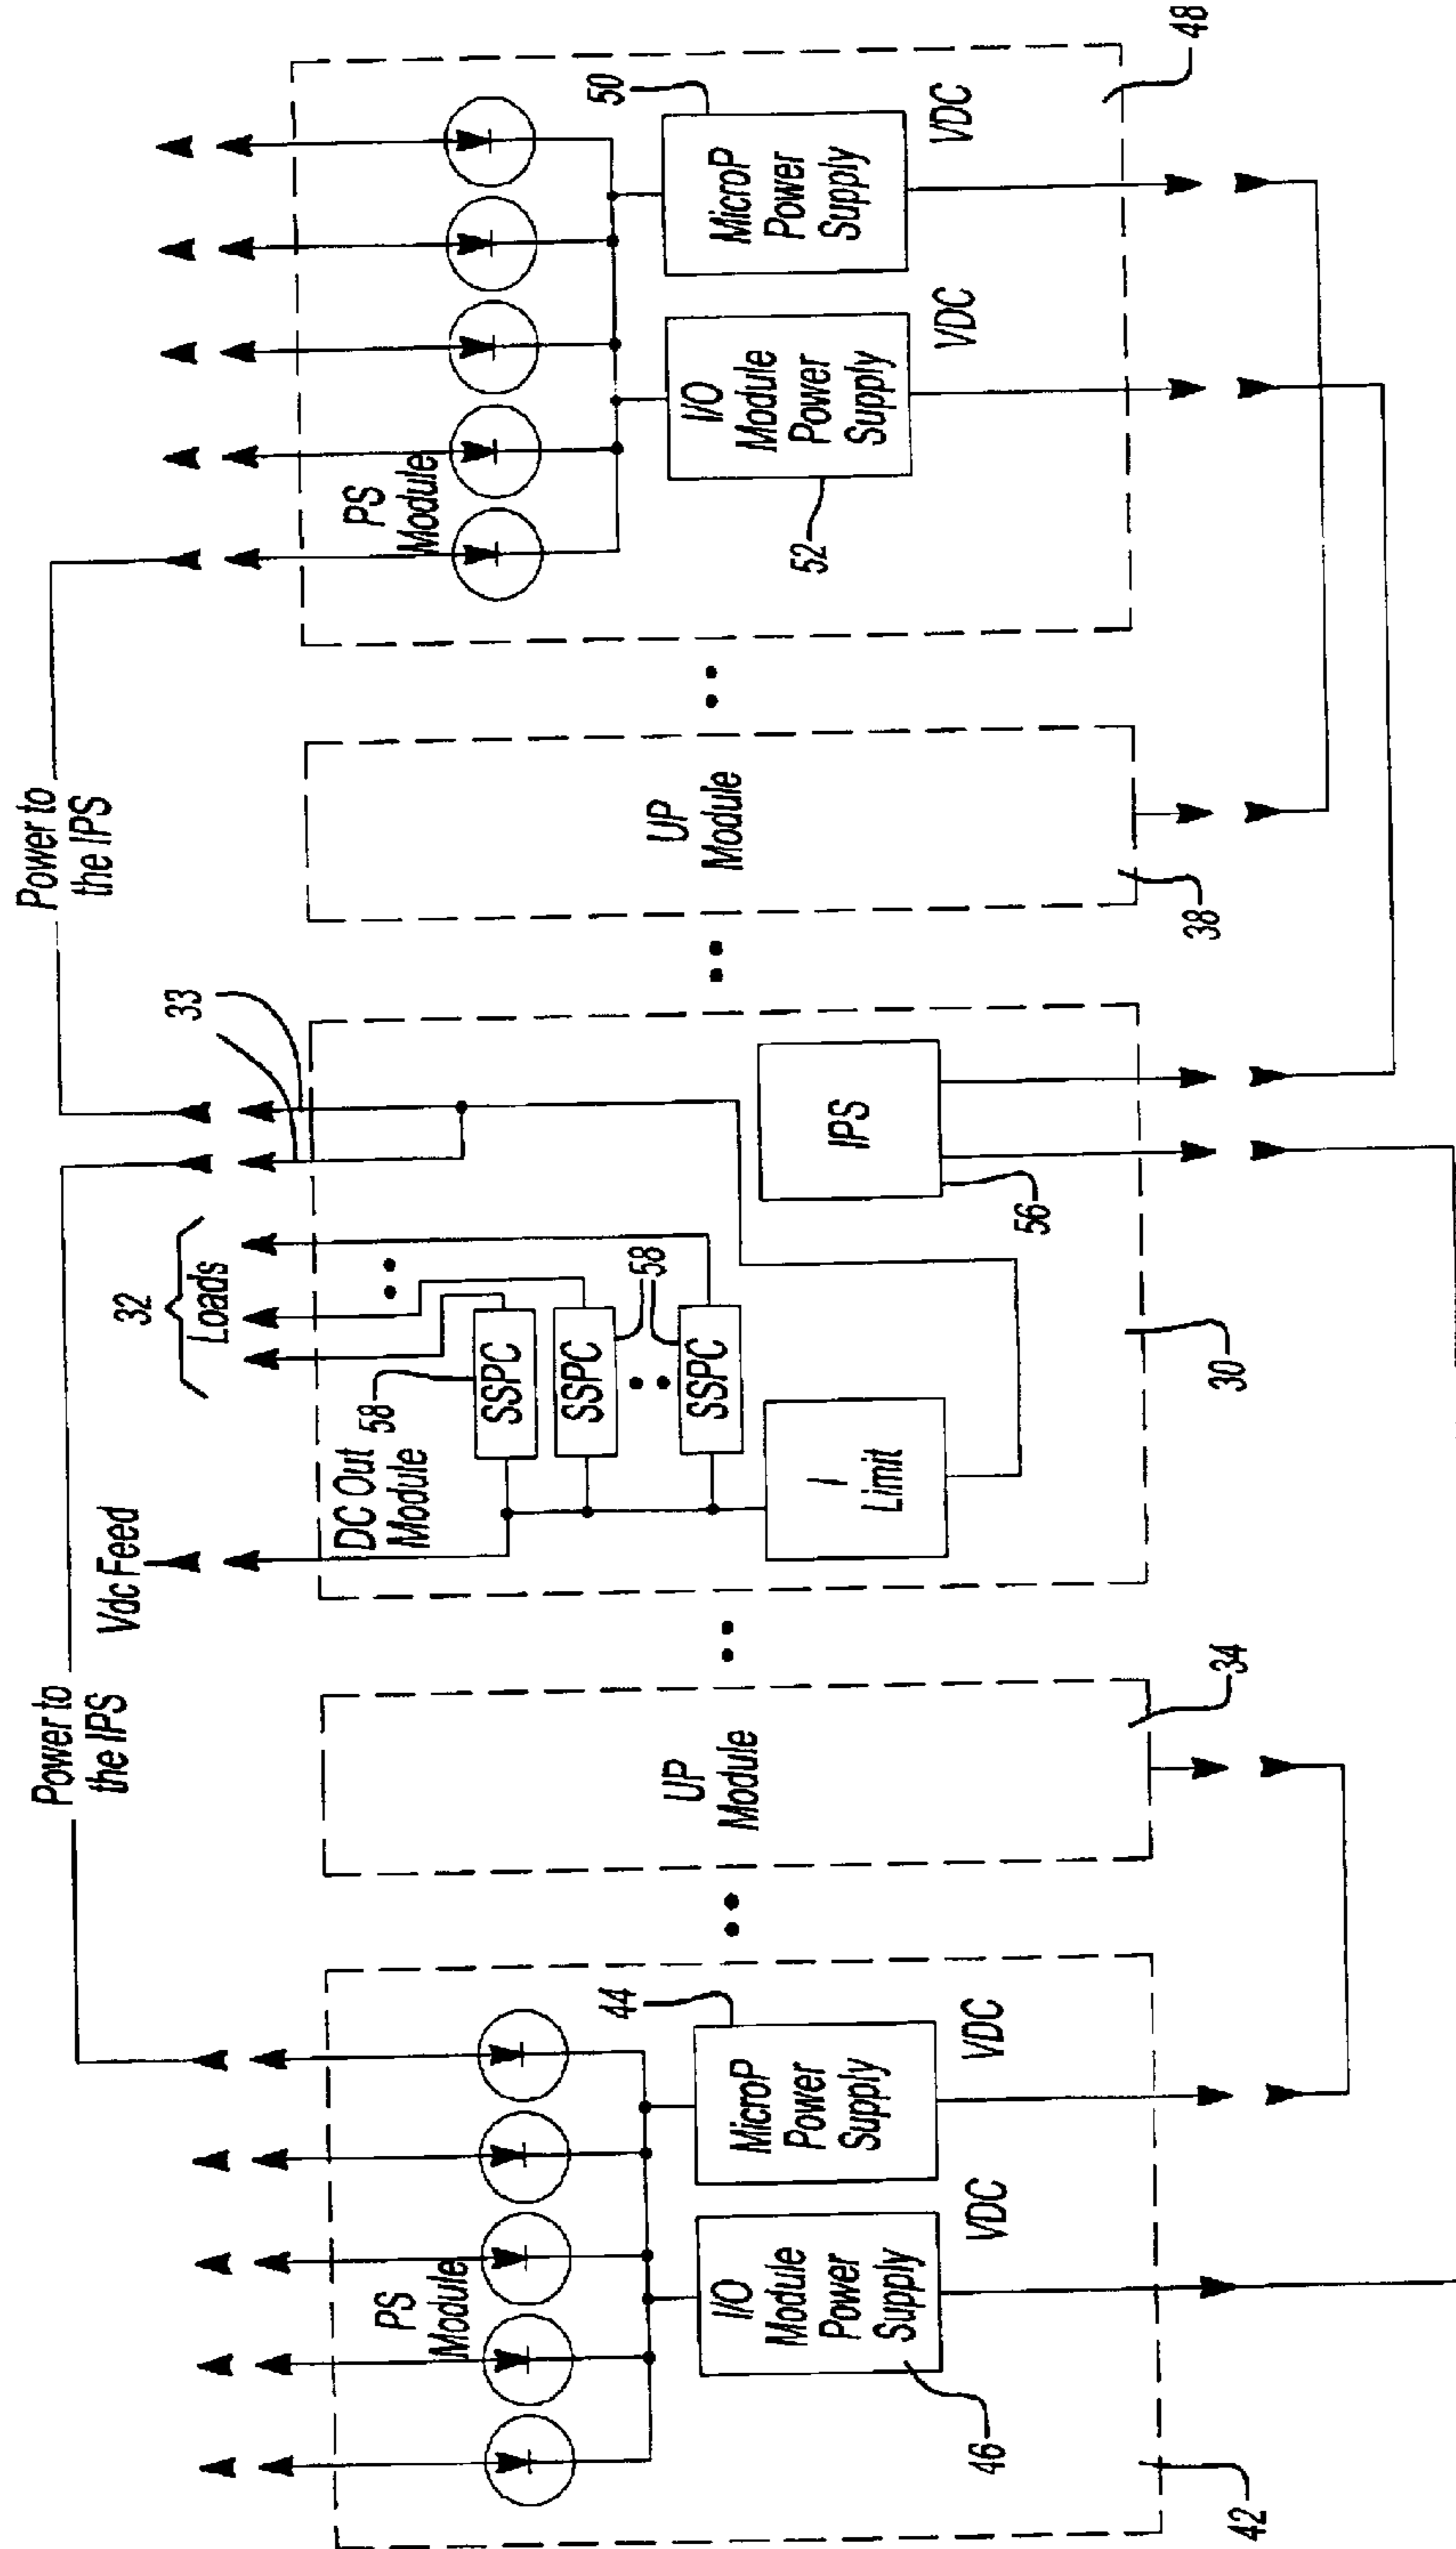 Power to
the IPS
Power to
the IPS
Vdc Feed
32
Loads
33
PS
Module
44
MicroP
Power
Supply
VDC
I/O
Module
Power
Supply
VDC
46
42
UP
Module
34
DC Out
Module
58
SSPC
SSPC
58
SSPC
I
Limit
IPS
56
30
UP
Module
38
PS
Module
50
MicroP
Power
Supply
VDC
I/O
Module
Power
Supply
VDC
52
48